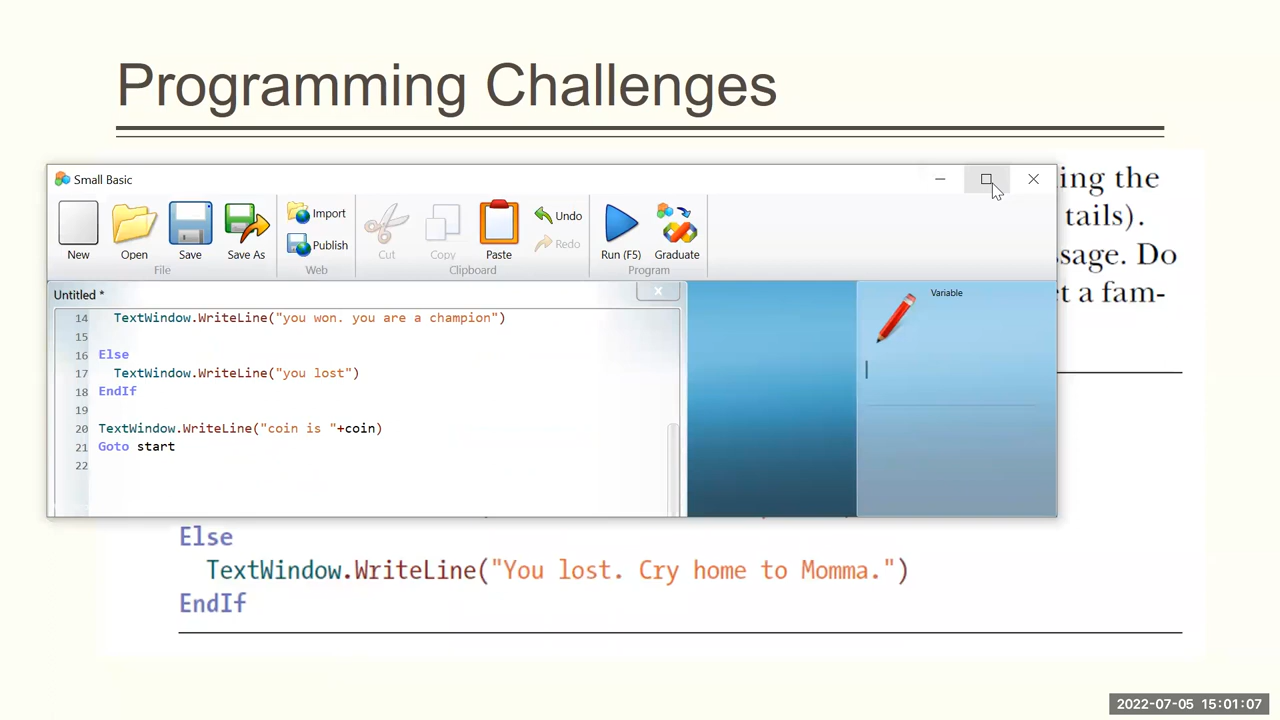 Programming Challenges
ing the
tails).
sage. Do
t a fam-
Small Basic
New
Open
Save
Save As
Import
Publish
Cut
Copy
Paste
Undo
Redo
Run (F5)
Graduate
File
Web
Clipboard
Program
Untitled *
Variable
14 TextWindow.WriteLine("you won. you are a champion")
15
16 Else
17 TextWindow.WriteLine("you lost")
18 EndIf
19
20 TextWindow.WriteLine("coin is "+coin)
21 Goto start
22
Else
TextWindow.WriteLine("You lost. Cry home to Momma.")
EndIf
2022-07-05 15:01:07